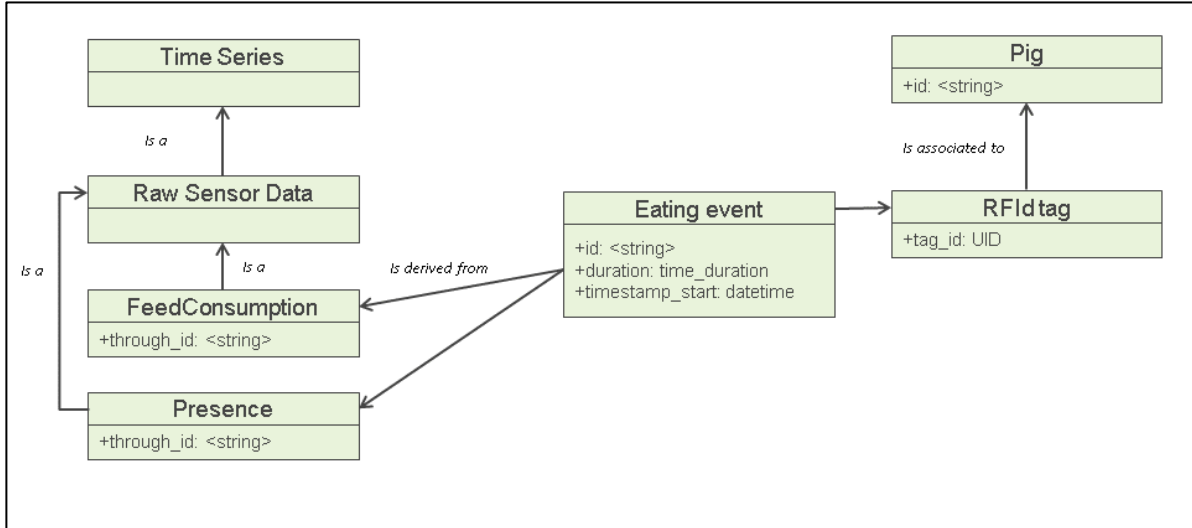 Time Series
Is a
Raw Sensor Data
Is a
Is a
FeedConsumption
+through_id: <string>
Presence
+through_id: <string>
Is derived from
Eating event
+id: <string>
+duration: time_duration
+timestamp_start: datetime
Pig
+id: <string>
Is associated to
RFId tag
+tag_id: UID